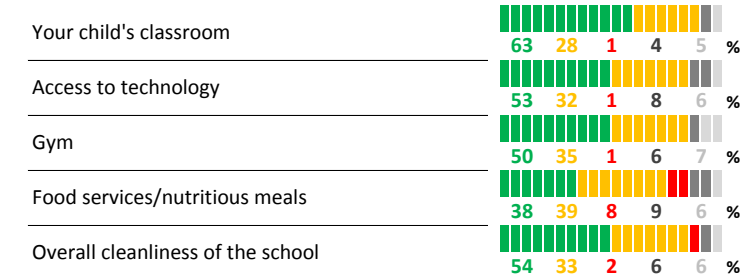 Your child's classroom
63 28 1 4 5 %
Access to technology
53 32 1 8 6 %
Gym
50 35 1 6 7 %
Food services/nutritious meals
38 39 8 9 6 %
Overall cleanliness of the school
54 33 2 6 6 %